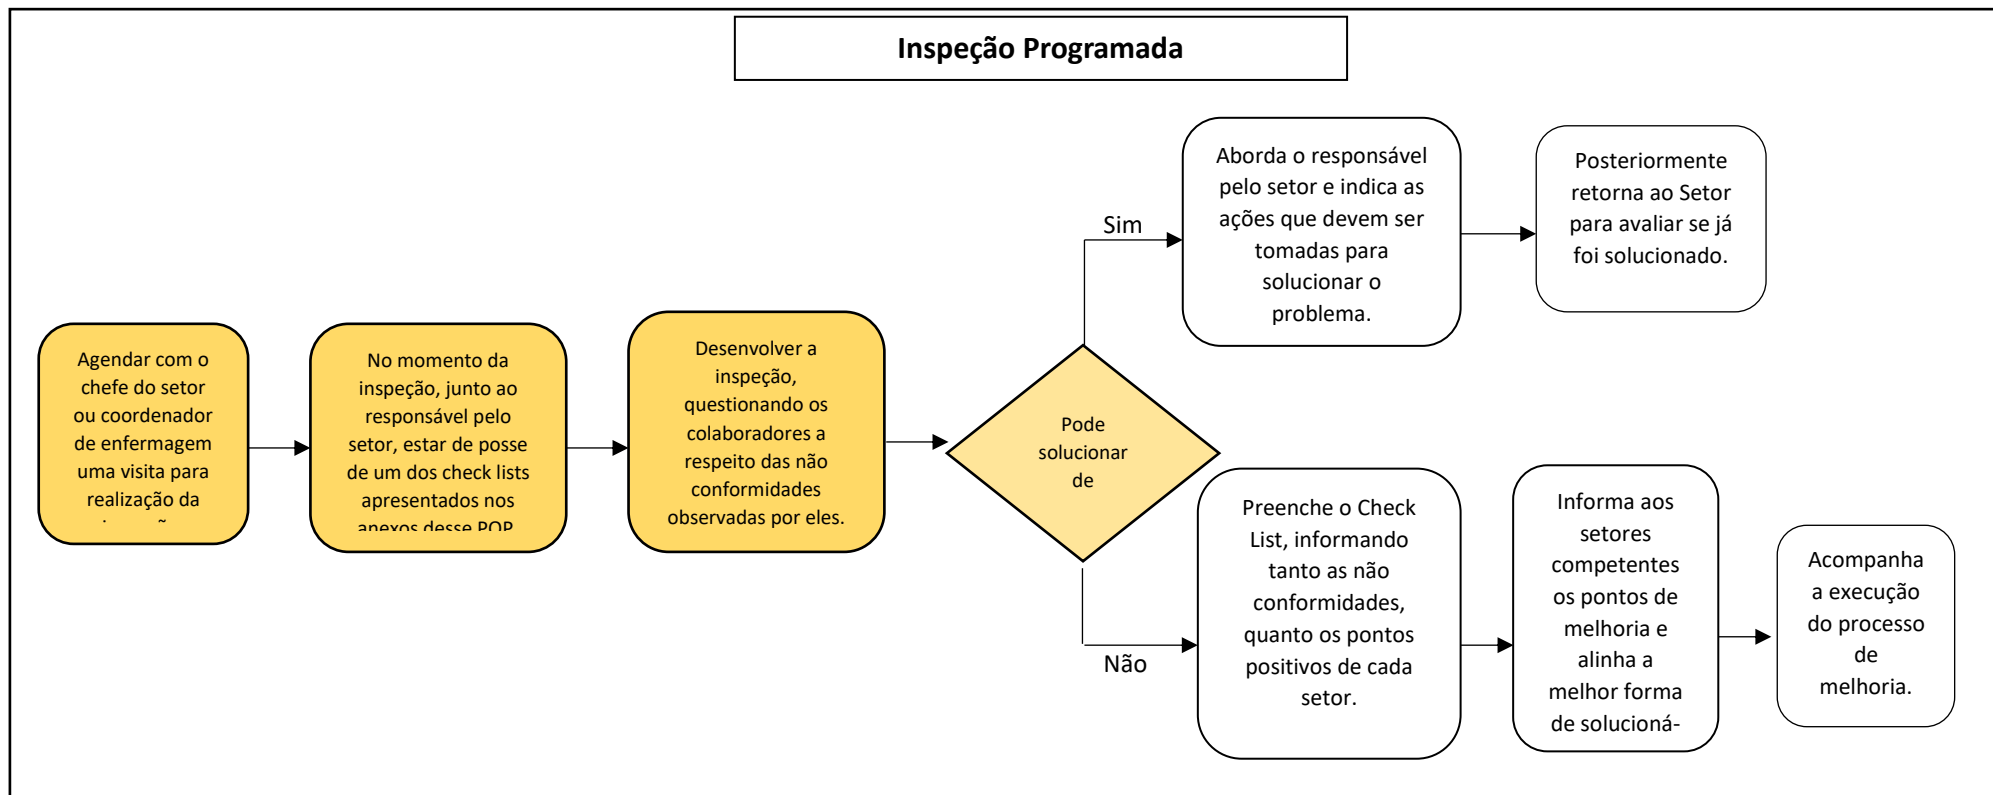 Inspeção Programada
Agendar com o
chefe do setor
ou coordenador
de enfermagem
uma visita para
realização da
No momento da
inspeção, junto ao
responsável pelo
setor, estar de posse
de um dos check lists
apresentados nos
anexos desse POP
Desenvolver a
inspeção,
questionando os
colaboradores a
respeito das não
conformidades
observadas por eles.
Pode
solucionar
de
Sim
Aborda o responsável
pelo setor e indica as
ações que devem ser
tomadas para
solucionar o
problema.
Posteriormente
retorna ao Setor
para avaliar se já
foi solucionado.
Não
Preenche o Check
List, informando
tanto as não
conformidades,
quanto os pontos
positivos de cada
setor.
Informa aos
setores
competentes
os pontos de
melhoria e
alinha a
melhor forma
de solucioná-
Acompanha
a execução
do processo
de
melhoria.